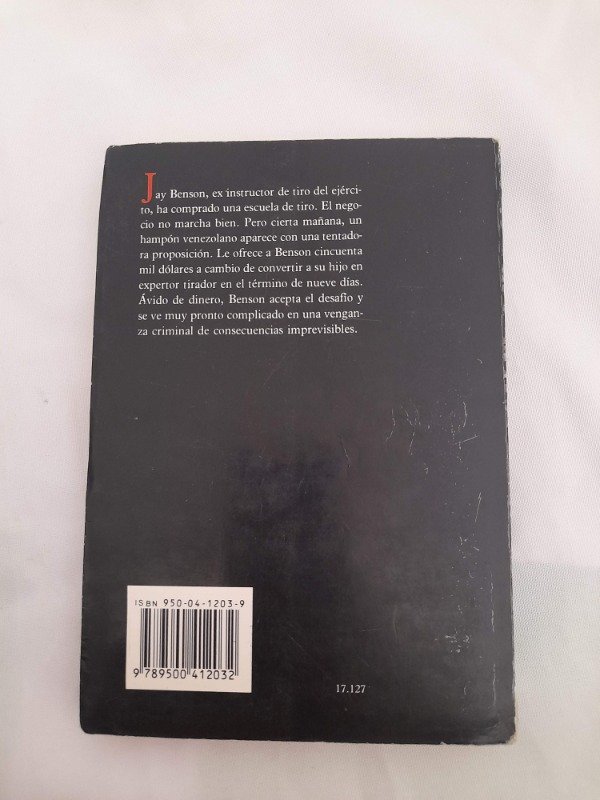 Jay Benson, ex instructor de tiro del ejérci-
to, ha comprado una escuela de tiro. El nego-
cio no marcha bien. Pero cierta mañana, un
hampón venezolano aparece con una tentado-
ra proposición. Le ofrece a Benson cincuenta
mil dólares a cambio de convertir a su hijo en
expertor tirador en el término de nueve días.
Ávido de dinero, Benson acepta el desafío y
se ve muy pronto complicado en una vengan-
za criminal de consecuencias imprevisibles.
ISBN 950-04-1203-9
9 789500 412032
17.127